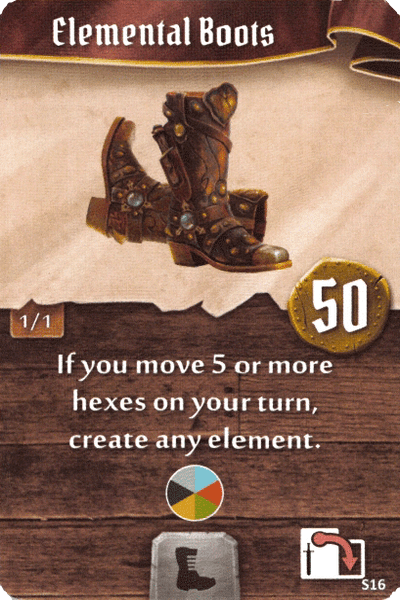 Elemental Boots
50
1/1
If you move 5 or more
hexes on your turn,
create any element.
S16